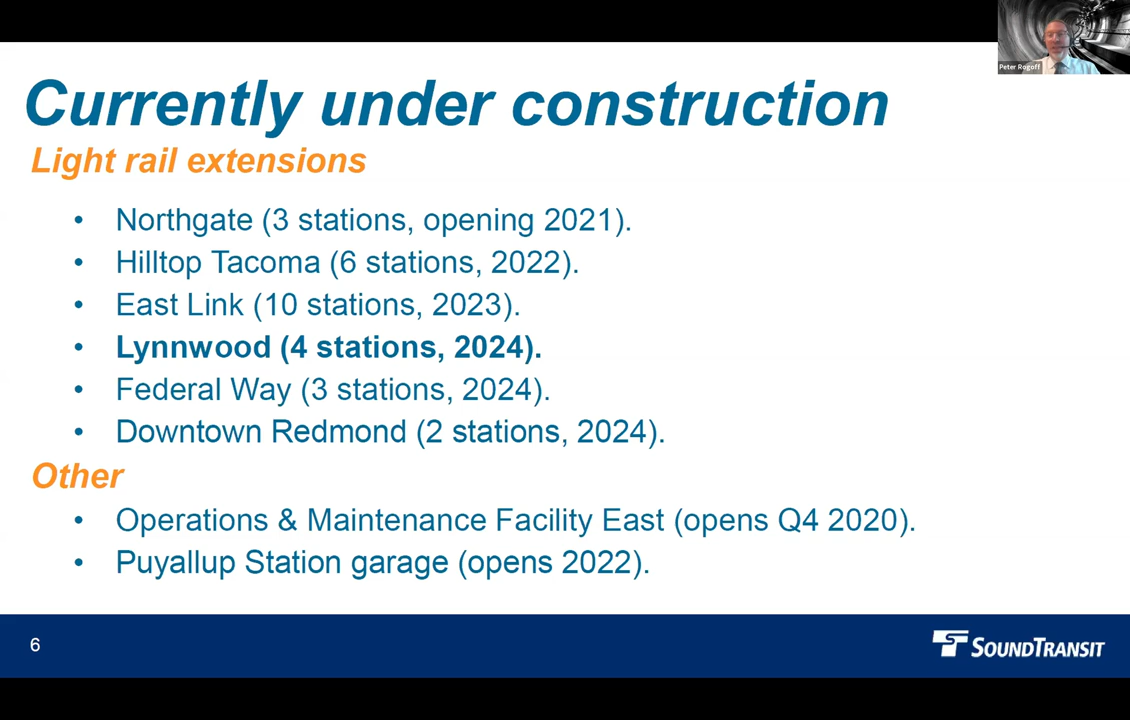 Peter Rogoff
Currently under construction
Light rail extensions
• Northgate (3 stations, opening 2021).
• Hilltop Tacoma (6 stations, 2022).
• East Link (10 stations, 2023).
• Lynnwood (4 stations, 2024).
• Federal Way (3 stations, 2024).
• Downtown Redmond (2 stations, 2024).
Other
• Operations & Maintenance Facility East (opens Q4 2020).
• Puyallup Station garage (opens 2022).
6
SOUNDTRANSIT